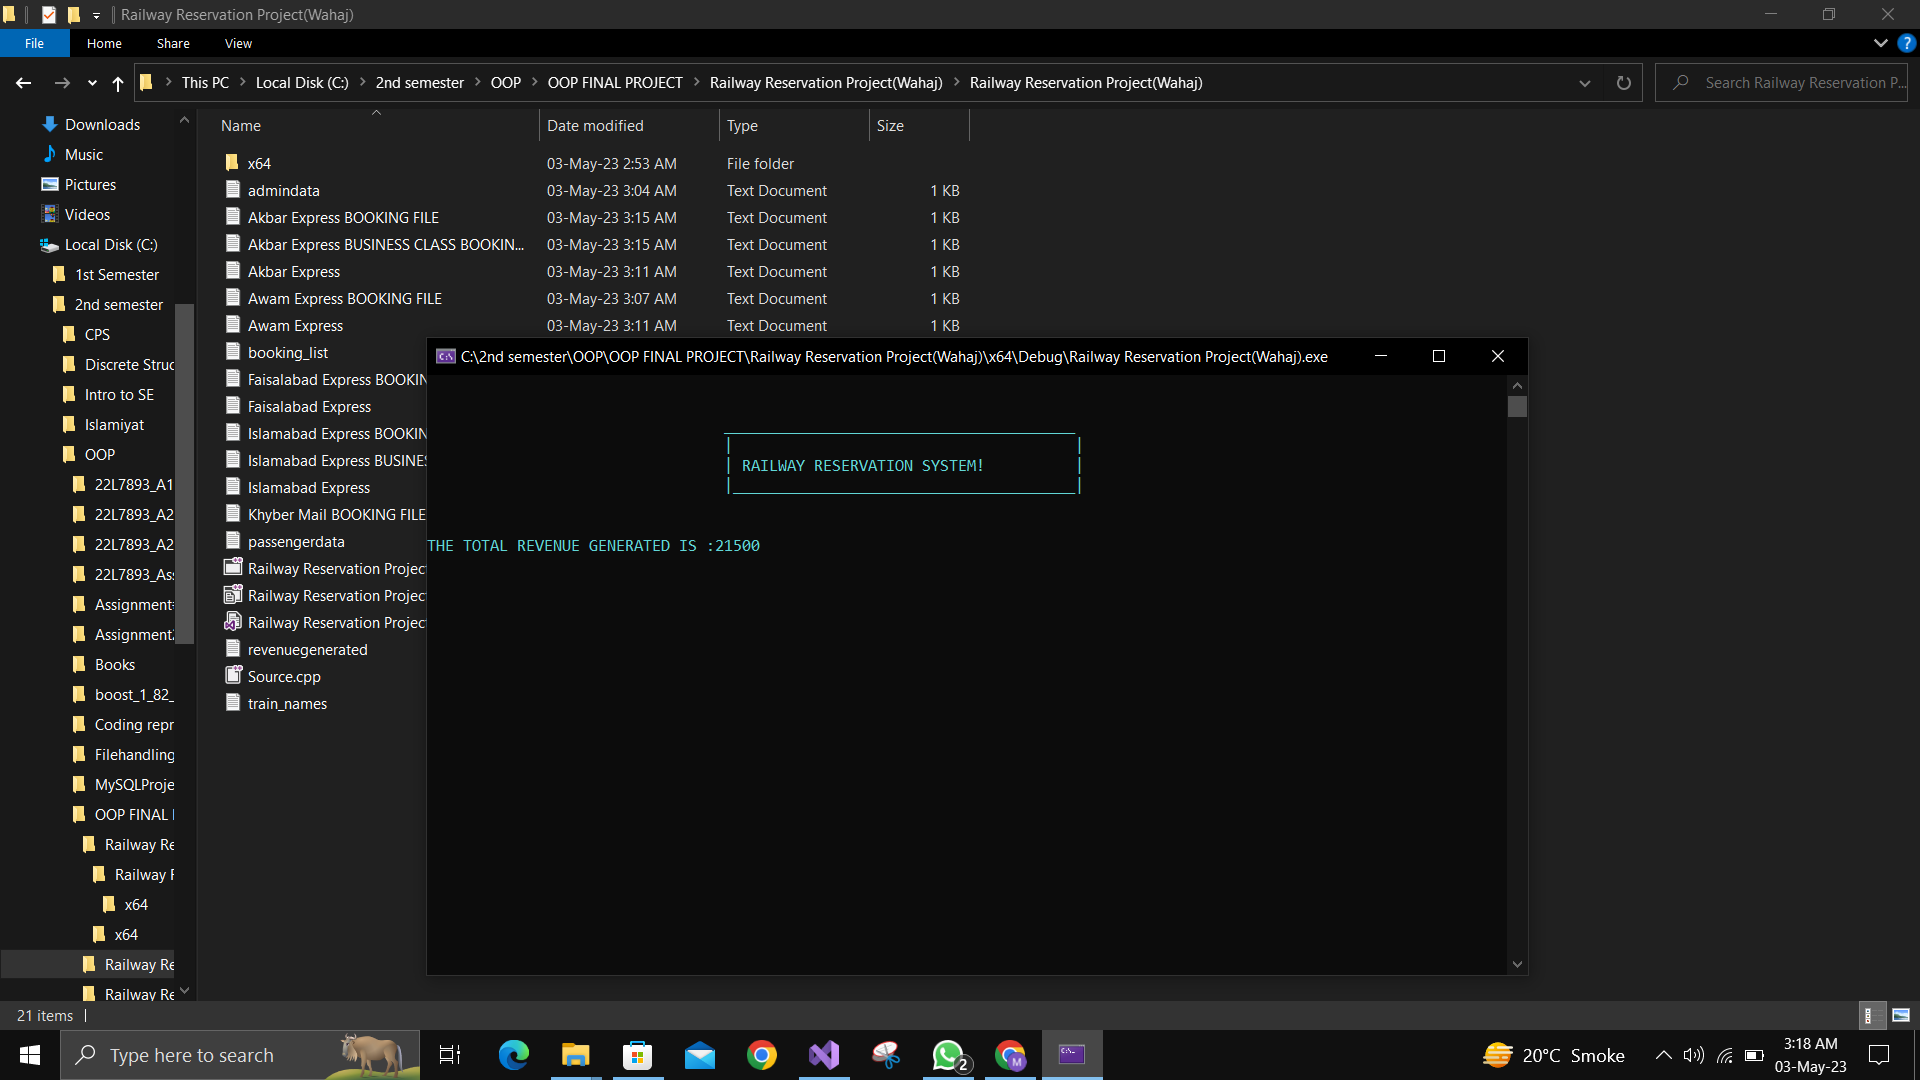 Railway Reservation Project(Wahaj)
File Home Share View
This PC Local Disk (C:) 2nd semester OOP OOP FINAL PROJECT Railway Reservation Project(Wahaj) Railway Reservation Project(Wahaj)
Search Railway Reservation P...
Downloads
Music
Pictures
Videos
Local Disk (C:)
1st Semester
2nd semester
CPS
Discrete Struc
Intro to SE
Islamiyat
OOP
22L7893_A1
22L7893_A2
22L7893_A2
22L7893_Ass
Assignment
Assignment2
Books
boost_1_82_
Coding repr
Filehandling
MySQLProje
OOP FINAL
Railway Re
Railway
x64
x64
Railway Re
Railway Re
Name Date modified Type Size
x64 03-May-23 2:53 AM File folder
admindata 03-May-23 3:04 AM Text Document 1 KB
Akbar Express BOOKING FILE 03-May-23 3:15 AM Text Document 1 KB
Akbar Express BUSINESS CLASS BOOKIN... 03-May-23 3:15 AM Text Document 1 KB
Akbar Express 03-May-23 3:11 AM Text Document 1 KB
Awam Express BOOKING FILE 03-May-23 3:07 AM Text Document 1 KB
Awam Express 03-May-23 3:11 AM Text Document 1 KB
booking_list
Faisalabad Express BOOKIN
Faisalabad Express
Islamabad Express BOOKIN
Islamabad Express BUSINES
Islamabad Express
Khyber Mail BOOKING FILE
passengerdata
Railway Reservation Projec
Railway Reservation Projec
Railway Reservation Projec
revenuegenerated
Source.cpp
train_names
C:\2nd semester\OOP\OOP FINAL PROJECT\Railway Reservation Project(Wahaj)\x64\Debug\Railway Reservation Project(Wahaj).exe
RAILWAY RESERVATION SYSTEM!
THE TOTAL REVENUE GENERATED IS :21500
21 items
Type here to search
2
M
20°C Smoke
3:18 AM
03-May-23